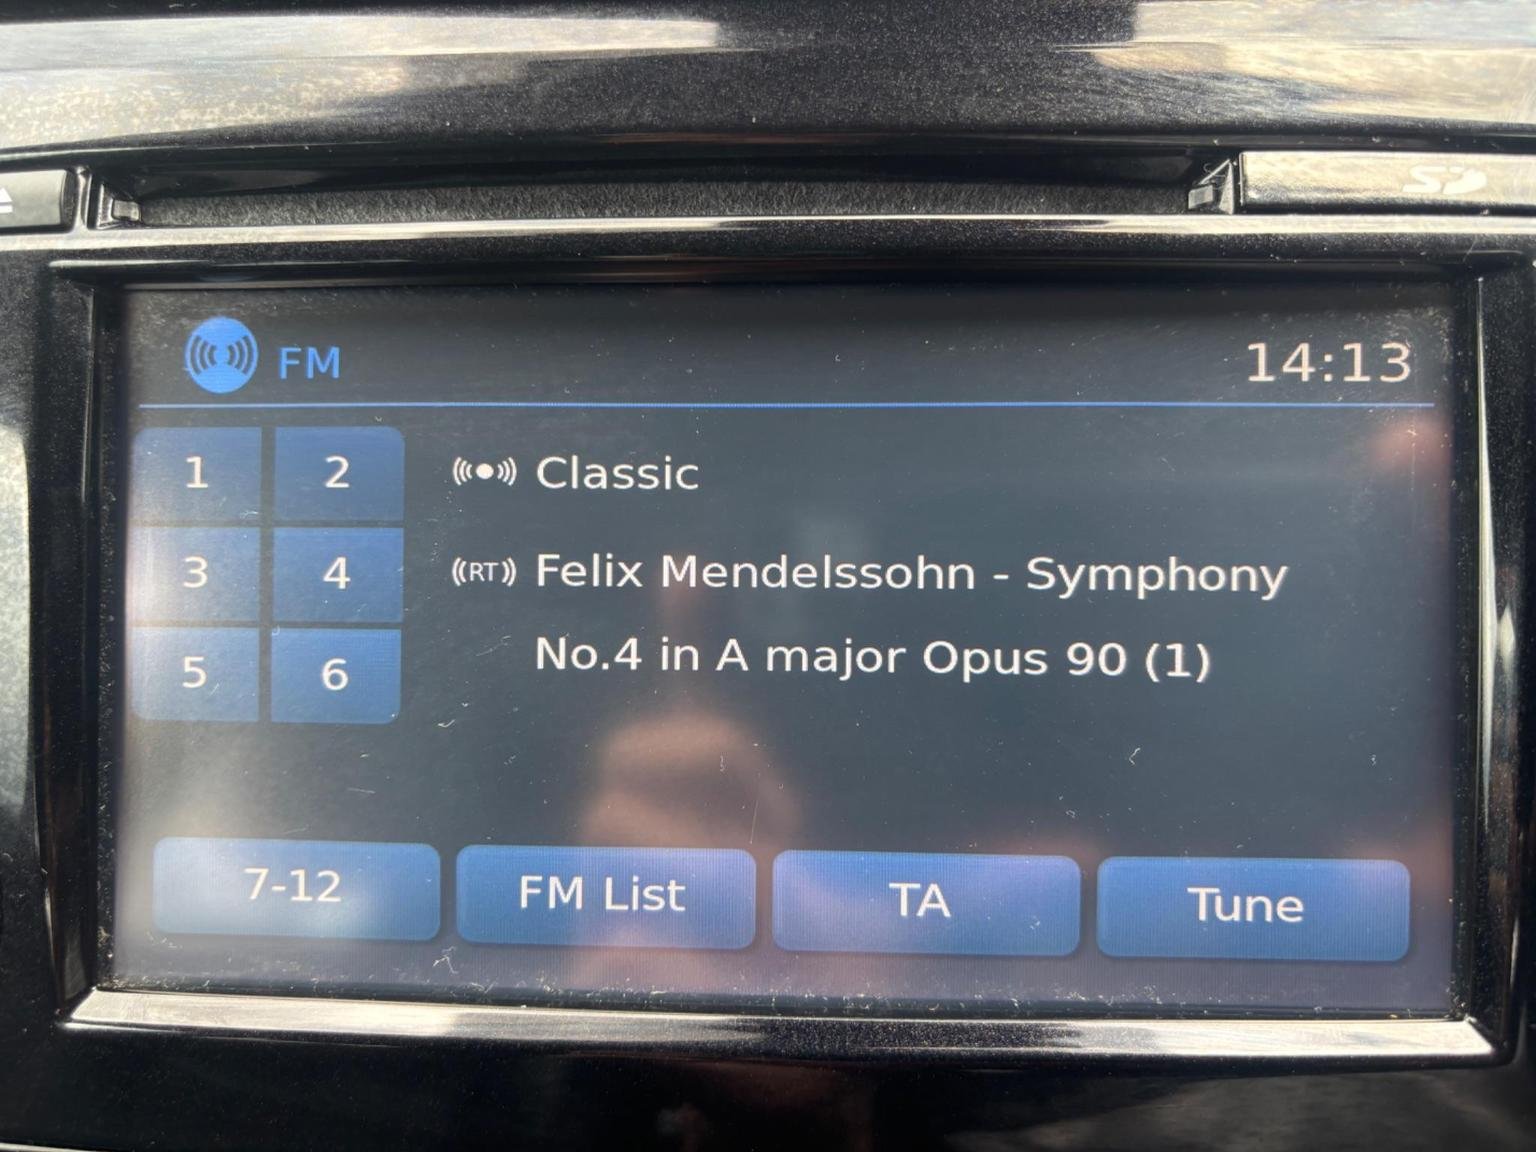 SD
FM
14:13
1
2
Classic
3
4
RT
Felix Mendelssohn - Symphony
No.4 in A major Opus 90 (1)
5
6
7-12
FM List
TA
Tune